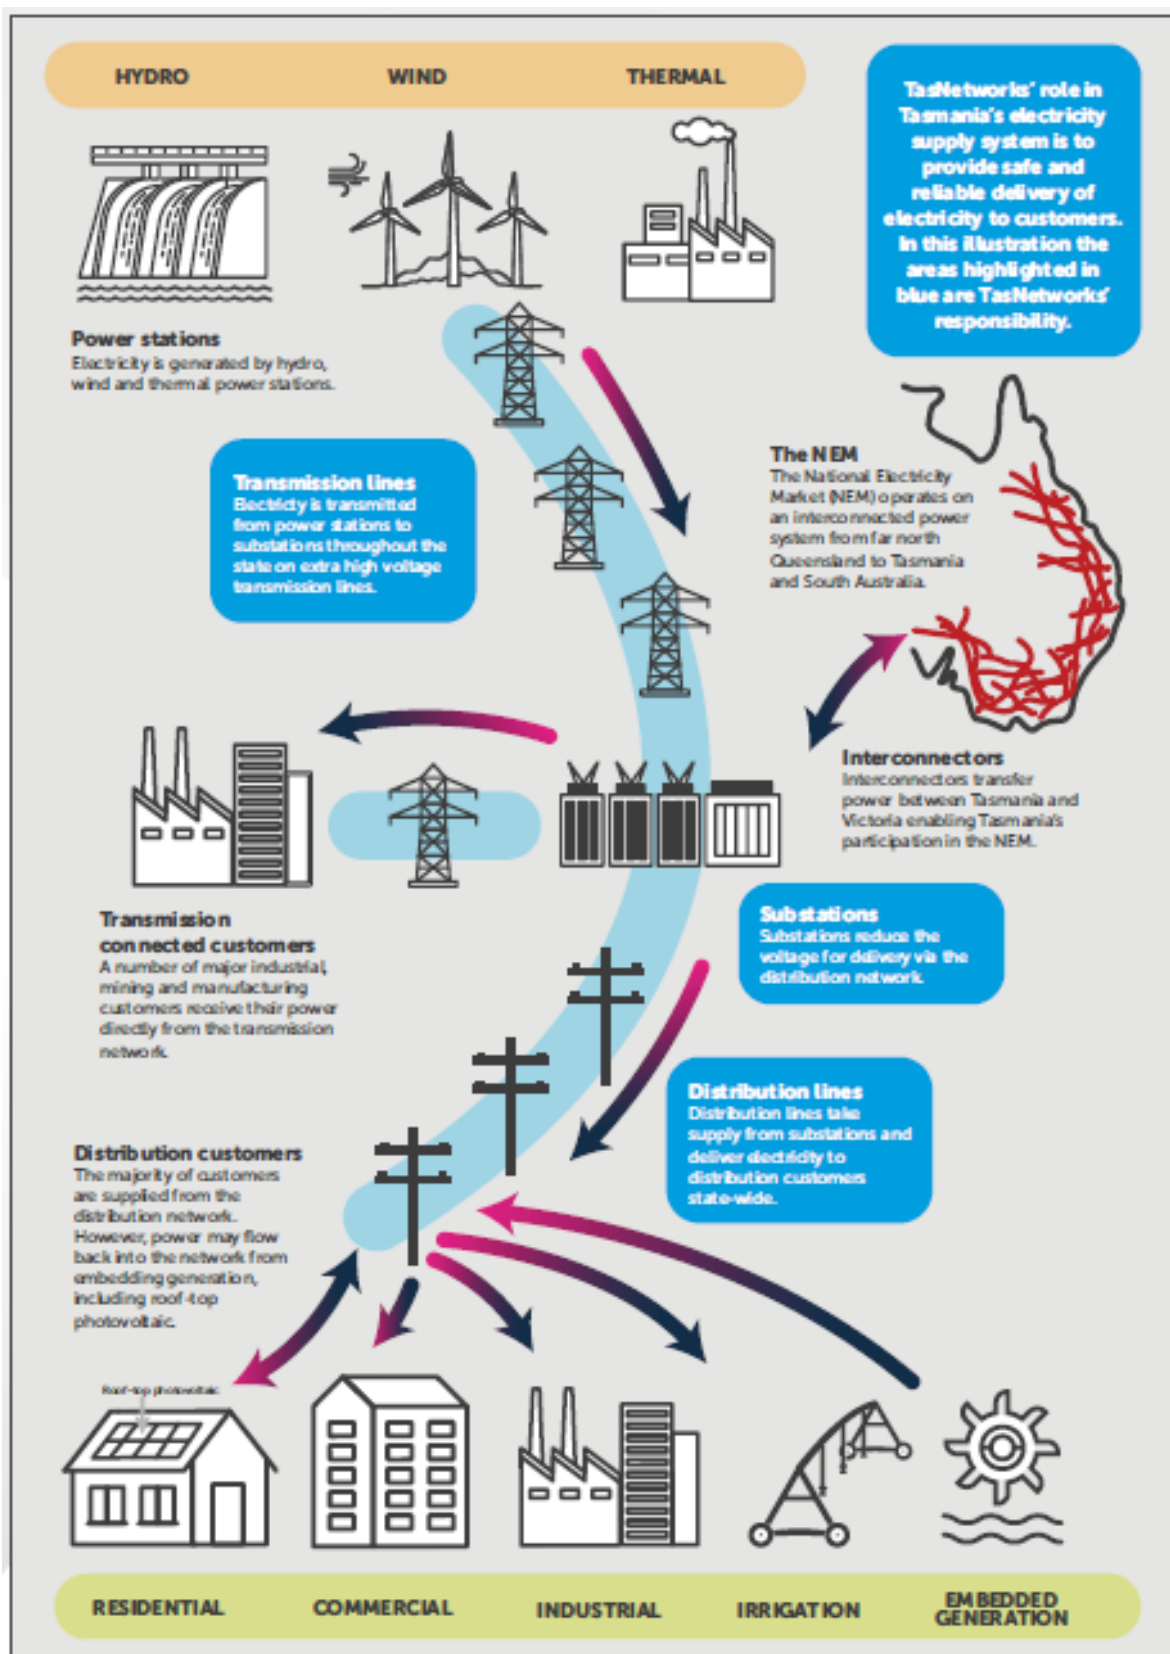 HYDRO
WIND
THERMAL
TasNetworks' role in
Tasmania's electricity
supply system is to
provide safe and
reliable delivery of
electricity to customers.
In this illustration the
areas highlighted in
blue are TasNetworks'
responsibility.
Power stations
Electricity is generated by hydro,
wind and thermal power stations.
Transmission lines
Electricty is transmitted
from power stations to
substations throughout the
state on extra high voltage
transmission lines.
The NEM
The National Electricity
Market (NEM) operates on
an interconnected power
system from far north
Queensland to Tasmania
and South Australia.
Interconnectors
Interconnectors transfer
power between Tasmania and
Victoria enabling Tasmania's
participation in the NEM.
Transmission
connected customers
A number of major industrial,
mining and manufacturing
customers receive their power
directly from the transmission
network.
Substations
Substations reduce the
voltage for delivery via the
distribution network.
Distribution lines
Distribution lines take
supply from substations and
deliver electricity to
distribution customers
state-wide.
Distribution customers
The majority of customers
are supplied from the
distribution network.
However, power may flow
back into the network from
embedding generation,
including roof-top
photovoltaic.
Roof-top photovoltaic
RESIDENTIAL
COMMERCIAL
INDUSTRIAL
IRRIGATION
EMBEDDED
GENERATION